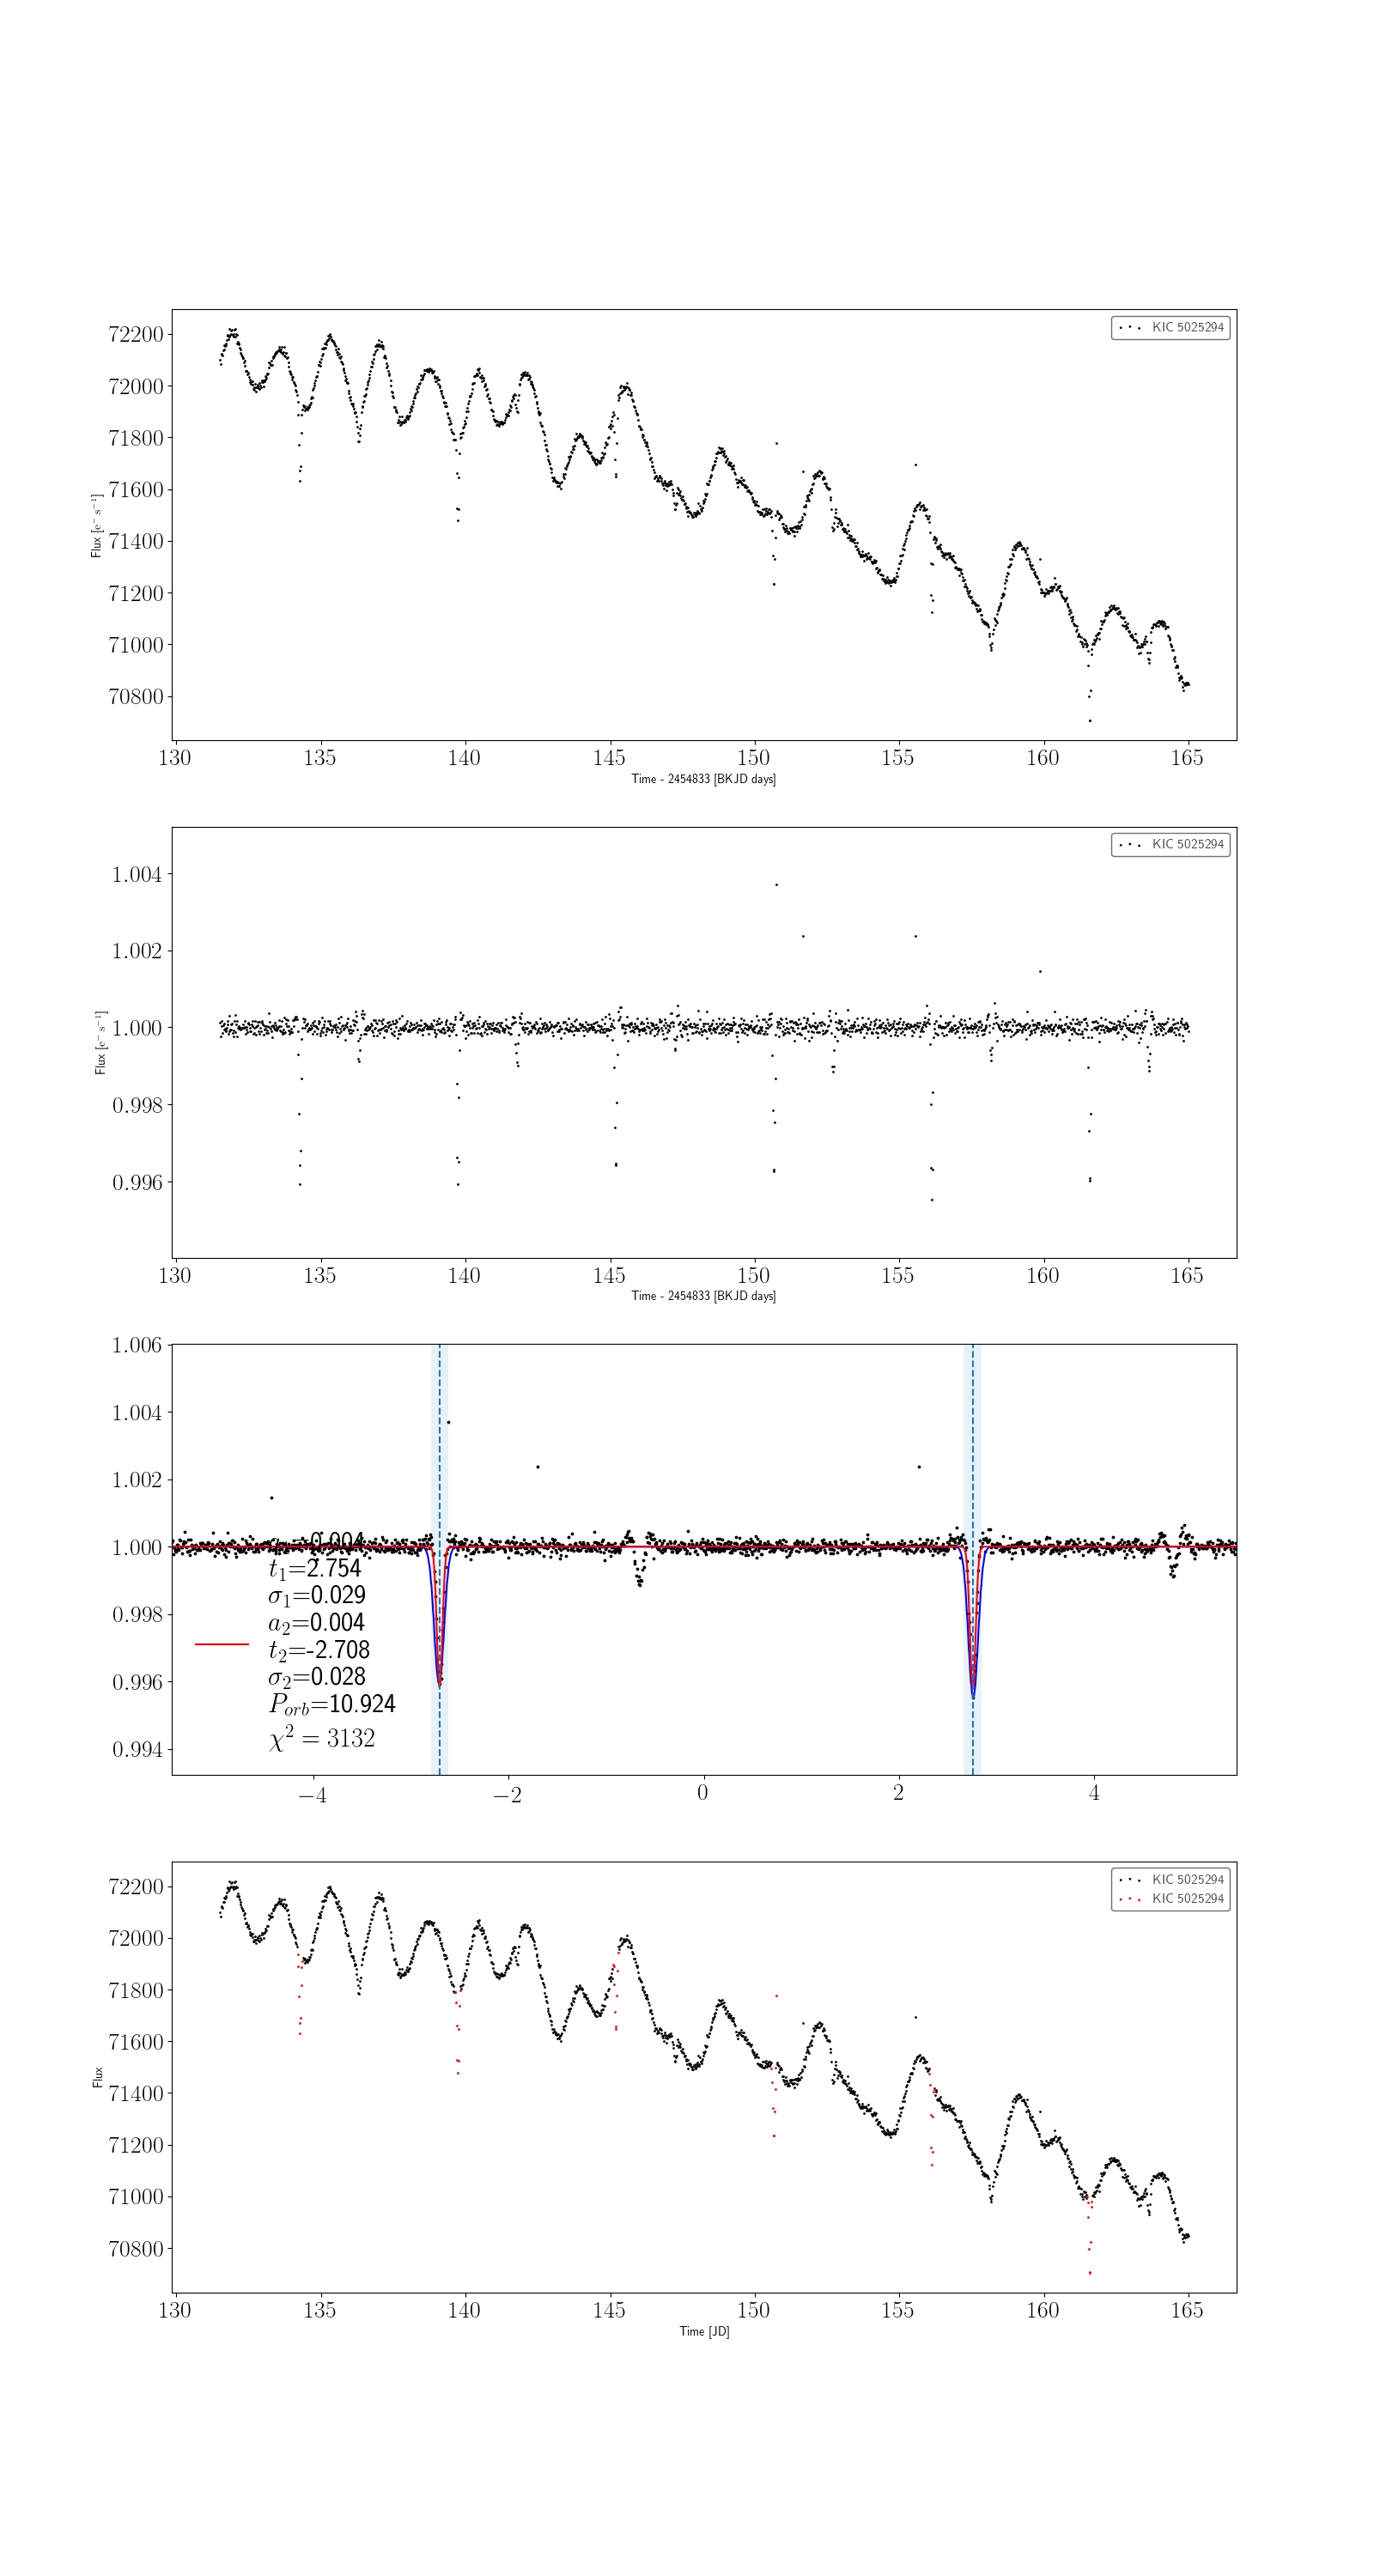 KIC 5025294
72200
72000
71800
71600
71400
71200
71000
70800
Flux [e⁻ s⁻¹]
130 135 140 145 150 155 160 165
Time - 2454833 [BKJD days]
KIC 5025294
1.004
1.002
1.000
0.998
0.996
Flux [e⁻ s⁻¹]
130 135 140 145 150 155 160 165
Time - 2454833 [BKJD days]
1.006
1.004
1.002
1.000
0.998
0.996
0.994
t₁=2.754
σ₁=0.029
a₂=0.004
t₂=-2.708
σ₂=0.028
P_orb=10.924
χ² = 3132
−4 −2 0 2 4
KIC 5025294
KIC 5025294
72200
72000
71800
71600
71400
71200
71000
70800
Flux
130 135 140 145 150 155 160 165
Time [JD]